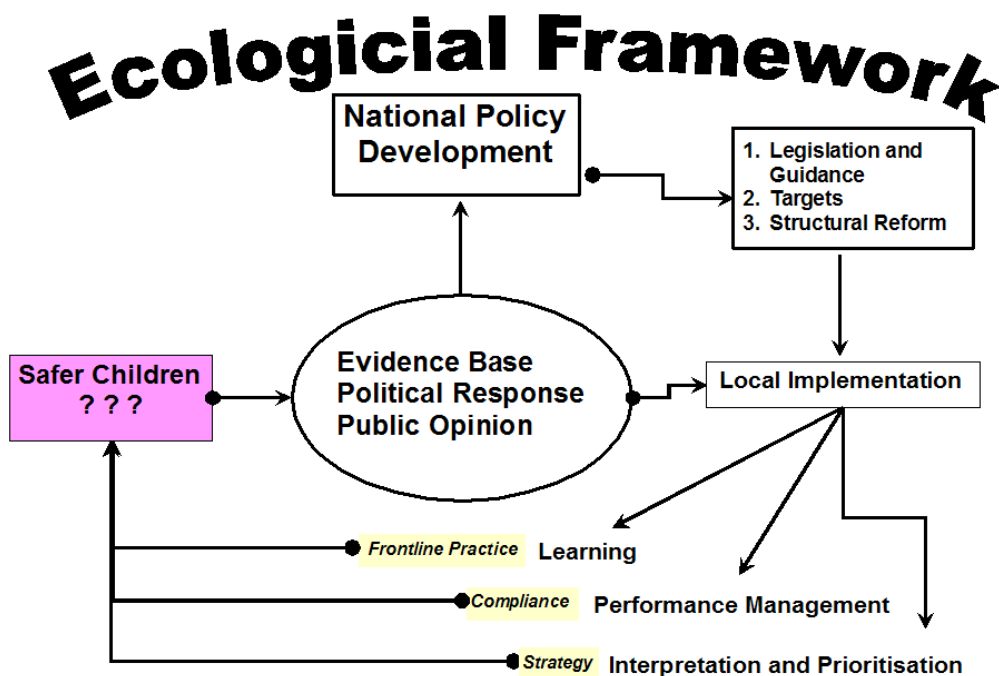 Ecologicial Framework
National Policy
Development
1. Legislation and
Guidance
2. Targets
3. Structural Reform
Evidence Base
Political Response
Public Opinion
Safer Children
? ? ?
Local Implementation
Frontline Practice Learning
Compliance Performance Management
Strategy Interpretation and Prioritisation